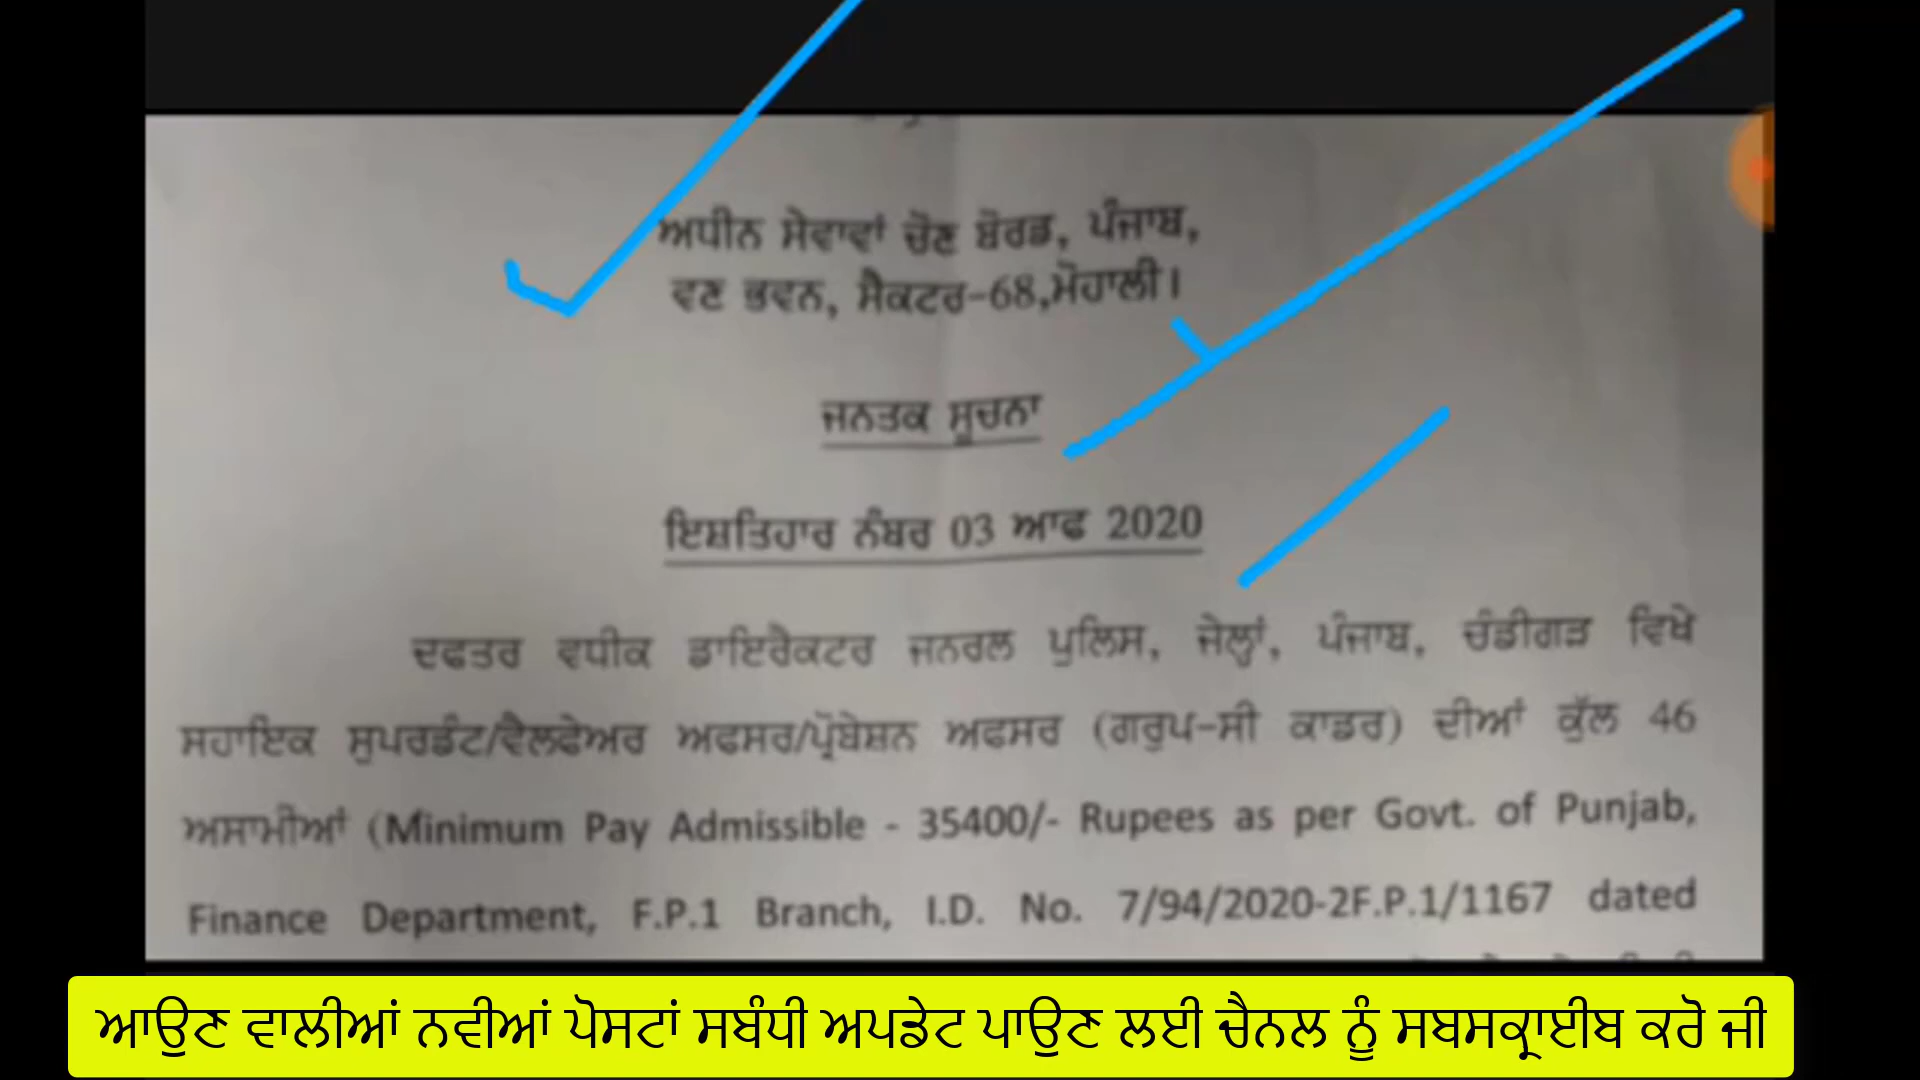 ਅਧੀਨ ਸੇਵਾਵਾਂ ਚੋਣ ਬੋਰਡ, ਪੰਜਾਬ,
ਵਣ ਭਵਨ, ਸੈਕਟਰ-68,ਮੋਹਾਲੀ।
ਜਨਤਕ ਸੂਚਨਾ
ਇਸ਼ਤਿਹਾਰ ਨੰਬਰ 03 ਆਫ 2020
ਦਫਤਰ ਵਧੀਕ ਡਾਇਰੈਕਟਰ ਜਨਰਲ ਪੁਲਿਸ, ਜੇਲ੍ਹਾਂ, ਪੰਜਾਬ, ਚੰਡੀਗੜ ਵਿਖੇ
ਸਹਾਇਕ ਸੁਪਰਡੰਟ/ਵੈਲਫੇਅਰ ਅਫਸਰ/ਪ੍ਰੋਬੇਸ਼ਨ ਅਫਸਰ (ਗਰੁਪ-ਸੀ ਕਾਡਰ) ਦੀਆਂ ਕੁੱਲ 46
ਅਸਾਮੀਆਂ (Minimum Pay Admissible - 35400/- Rupees as per Govt. of Punjab,
Finance Department, F.P.1 Branch, I.D. No. 7/94/2020-2F.P.1/1167 dated
ਆਉਣ ਵਾਲੀਆਂ ਨਵੀਆਂ ਪੋਸਟਾਂ ਸਬੰਧੀ ਅਪਡੇਟ ਪਾਉਣ ਲਈ ਚੈਨਲ ਨੂੰ ਸਬਸਕ੍ਰਾਈਬ ਕਰੋ ਜੀ